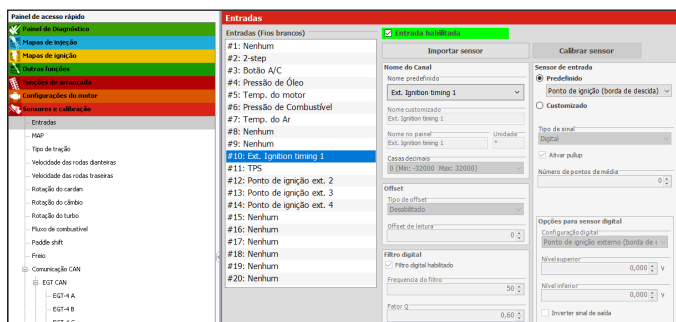 Painel de acesso rápido
Painel de Diagnóstico
Mapas de injeção
Mapas de ignição
Outras funções
Funções de arrancada
Configurações do motor
Sensores e calibração
Entradas
MAP
Tipo de tração
Velocidade das rodas dianteiras
Velocidade das rodas traseiras
Rotação do cardan
Rotação do câmbio
Rotação do turbo
Fluxo de combustível
Paddle shift
Freio
Comunicação CAN
EGT CAN
EGT-4 A
EGT-4 B
EGT-4 C
Entradas
Entradas (Fios brancos)
#1: Nenhum
#2: 2-step
#3: Botão A/C
#4: Pressão de Óleo
#5: Temp. do motor
#6: Pressão de Combustível
#7: Temp. do Ar
#8: Nenhum
#9: Nenhum
#10: Ext. Ignition timing 1
#11: TPS
#12: Ponto de ignição ext. 2
#13: Ponto de ignição ext. 3
#14: Ponto de ignição ext. 4
#15: Nenhum
#16: Nenhum
#17: Nenhum
#18: Nenhum
#19: Nenhum
#20: Nenhum
Entrada habilitada
Importar sensor
Calibrar sensor
Nome do Canal
Nome predefinido
Ext. Ignition timing 1
Nome customizado
Ext. Ignition timing 1
Nome no painel Unidade
Ext. Ignition timing 1 °
Casas decimais
0 (Min: -32000 Max: 32000)
Offset
Tipo de offset
Desabilitado
Offset de leitura
0
Filtro digital
Filtro digital habilitado
Frequencia do filtro
50
Fator Q
0,60
Sensor de entrada
Predefinido
Ponto de ignição (borda de descida)
Customizado
Tipo de sinal
Digital
Ativar pullup
Número de pontos de média
0
Opções para sensor digital
Configuração digital
Ponto de ignição externo (borda de
Nível superior
0,000 V
Nível inferior
0,000 V
Inverter sinal de saída